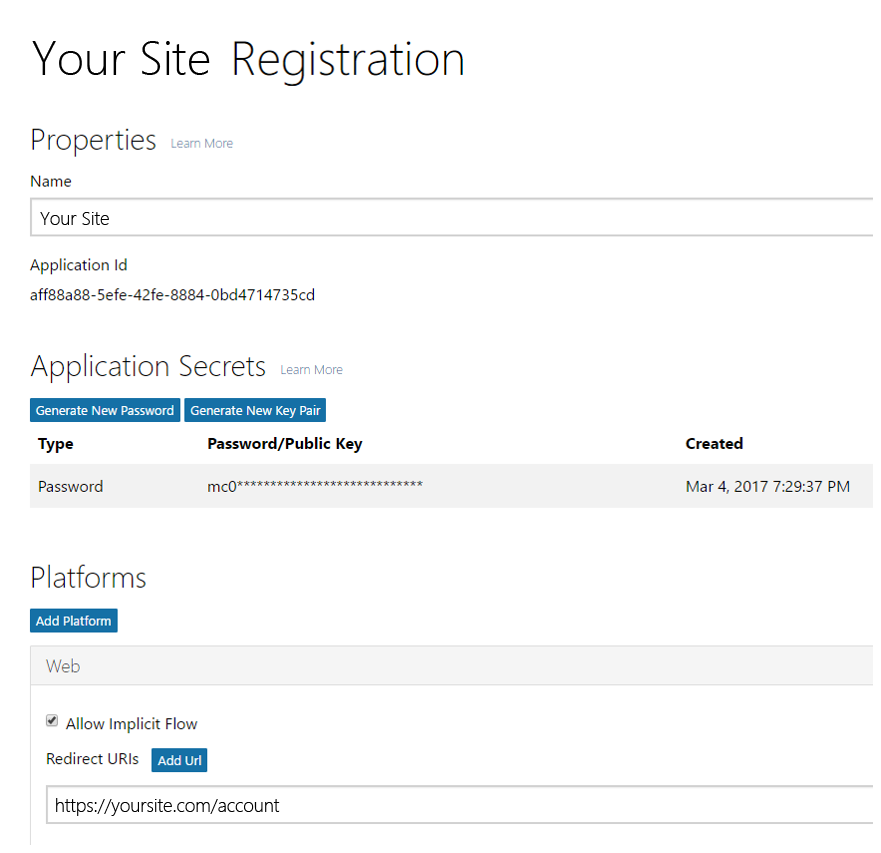 Your Site Registration
Properties Learn More
Name
Your Site
Application Id
aff88a88-5efe-42fe-8884-0bd4714735cd
Application Secrets Learn More
Generate New Password Generate New Key Pair
Type Password/Public Key Created
Password mc0**************************** Mar 4, 2017 7:29:37 PM
Platforms
Add Platform
Web
Allow Implicit Flow
Redirect URIs Add Url
https://yoursite.com/account